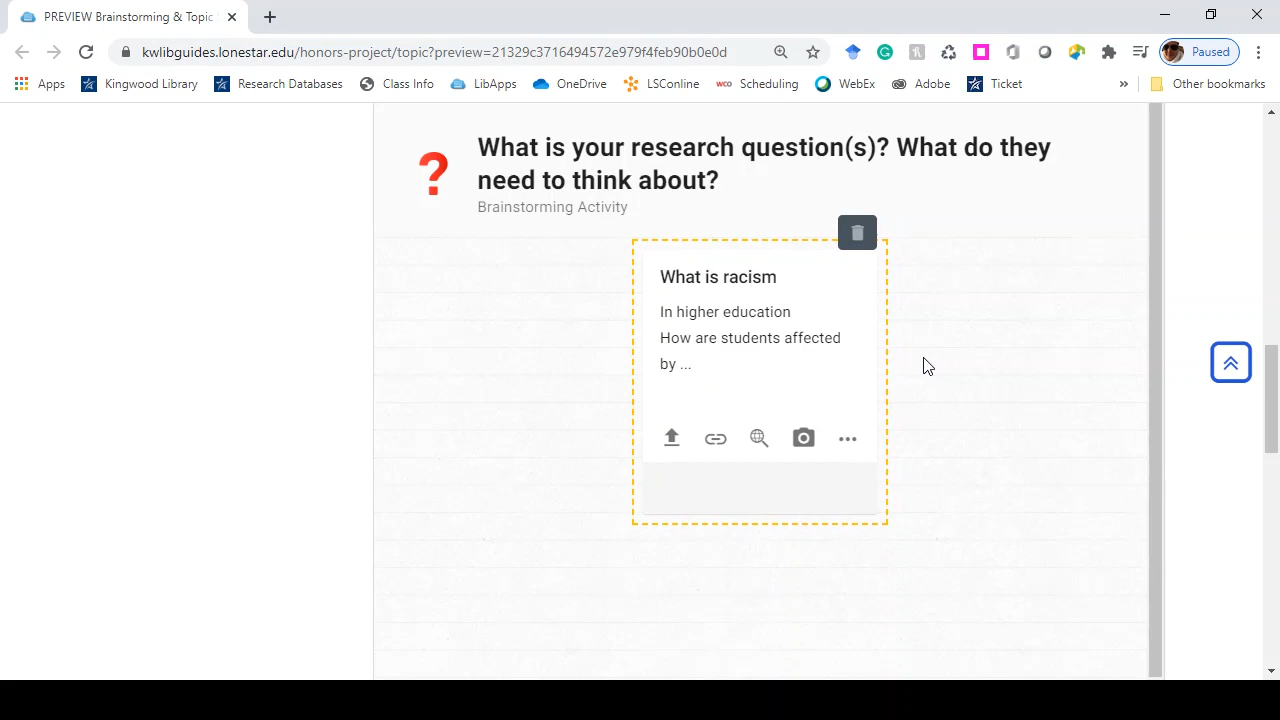 PREVIEW Brainstorming & Topic
kwlibguides.lonestar.edu/honors-project/topic?preview=21329c3716494572e979f4feb90b0e0d
Paused
Apps
Kingwood Library
Research Databases
Class Info
LibApps
OneDrive
LSConline
wco Scheduling
WebEx
Adobe
Ticket
»
Other bookmarks
? What is your research question(s)? What do they
need to think about?
Brainstorming Activity
What is racism
In higher education
How are students affected
by ...